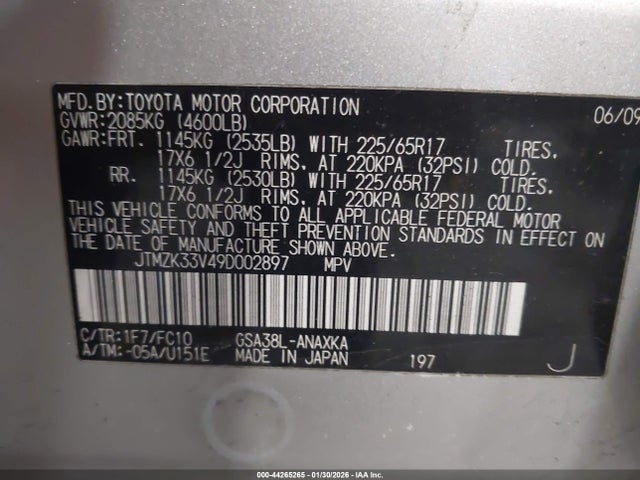 MFD.BY:TOYOTA MOTOR CORPORATION 06/09
GVWR:2085KG (4600LB)
GAWR:FRT. 1145KG (2535LB) WITH 225/65R17 TIRES,
17X6 1/2J RIMS, AT 220KPA (32PSI) COLD.
RR. 1145KG (2530LB) WITH 225/65R17 TIRES,
17X6 1/2J RIMS, AT 220KPA (32PSI) COLD.
THIS VEHICLE CONFORMS TO ALL APPLICABLE FEDERAL MOTOR
VEHICLE SAFETY AND THEFT PREVENTION STANDARDS IN EFFECT ON
THE DATE OF MANUFACTURE SHOWN ABOVE.
JTMZK33V49D002897 MPV
C/TR:1F7/FC10 GSA38L-ANAXKA
A/TM:-05A/U151E MADE IN JAPAN 197 J
000-44265265 - 01/30/2026 - IAA Inc.